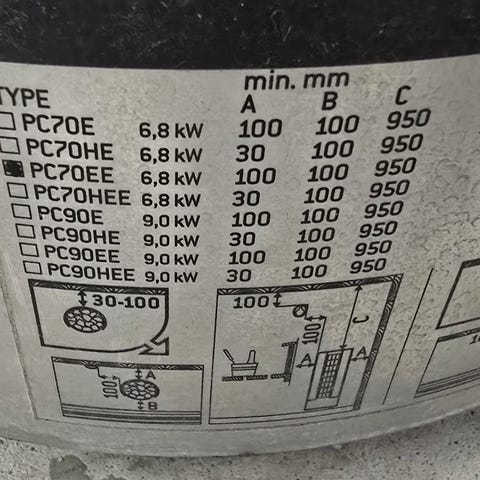 min. mm
TYPE A B C
PC70E 6,8 kW 100 100 950
PC70HE 6,8 kW 30 100 950
PC70EE 6,8 kW 100 100 950
PC70HEE 6,8 kW 30 100 950
PC90E 9,0 kW 100 100 950
PC90HE 9,0 kW 30 100 950
PC90EE 9,0 kW 100 100 950
PC90HEE 9,0 kW 30 100 950
30-100
100
C
100
A A
A
100
B